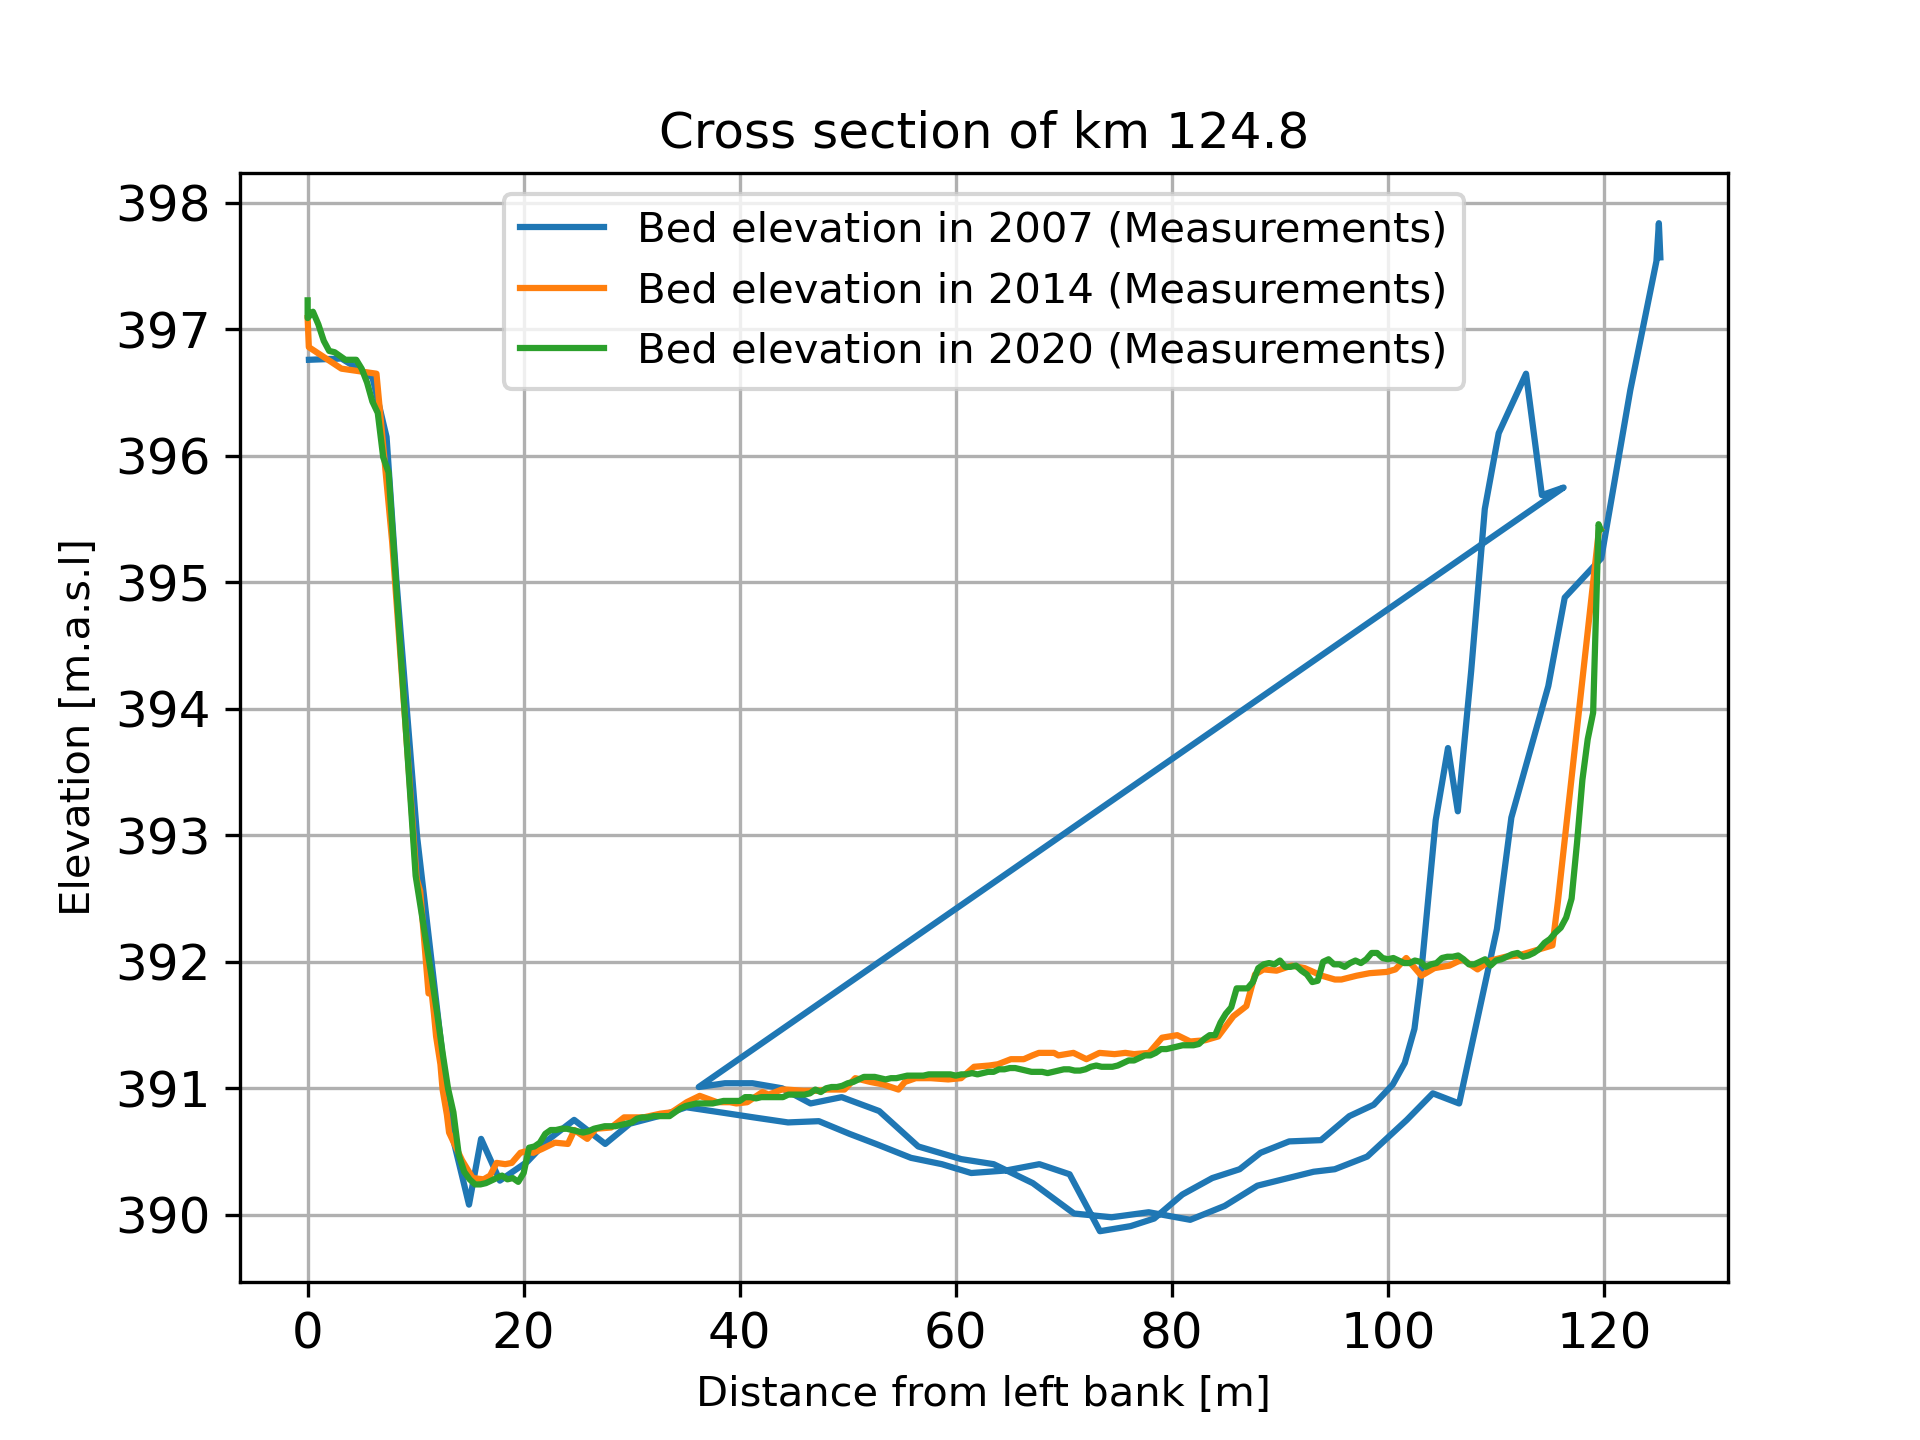 Cross section of km 124.8
Bed elevation in 2007 (Measurements)
Bed elevation in 2014 (Measurements)
Bed elevation in 2020 (Measurements)
Elevation [m.a.s.l]
398
397
396
395
394
393
392
391
390
0 20 40 60 80 100 120
Distance from left bank [m]